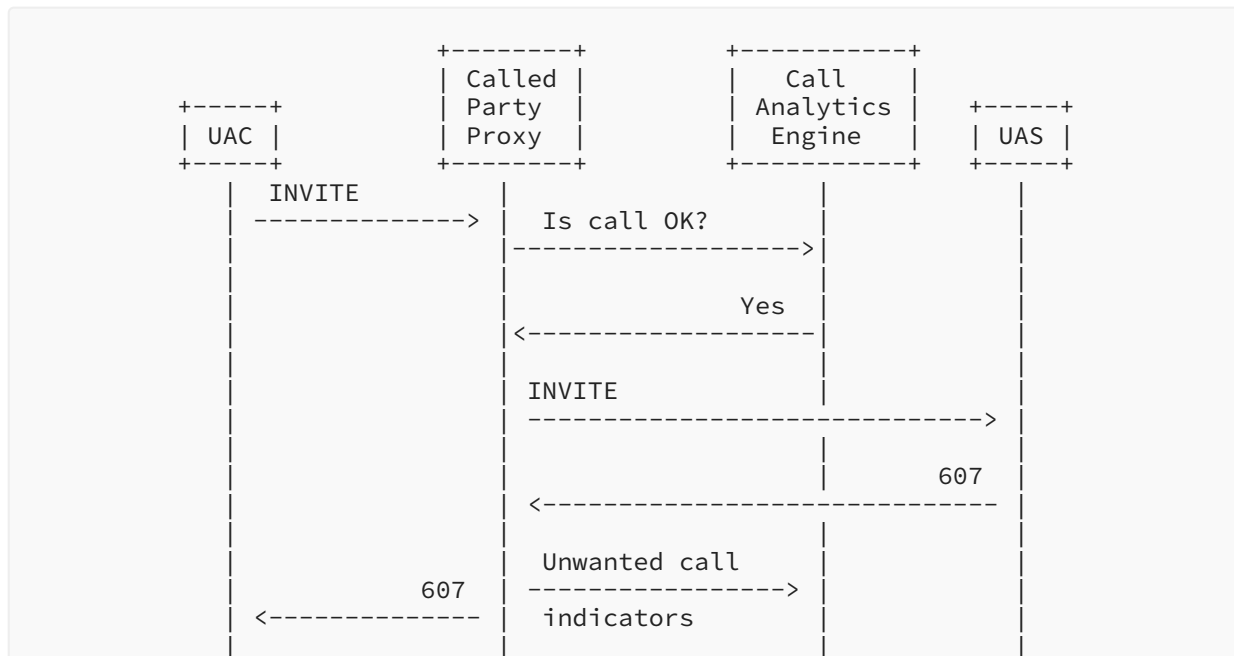 Called Call
Party Analytics
UAC Proxy Engine UAS
INVITE
Is call OK?
Yes
INVITE
607
Unwanted call
607
indicators